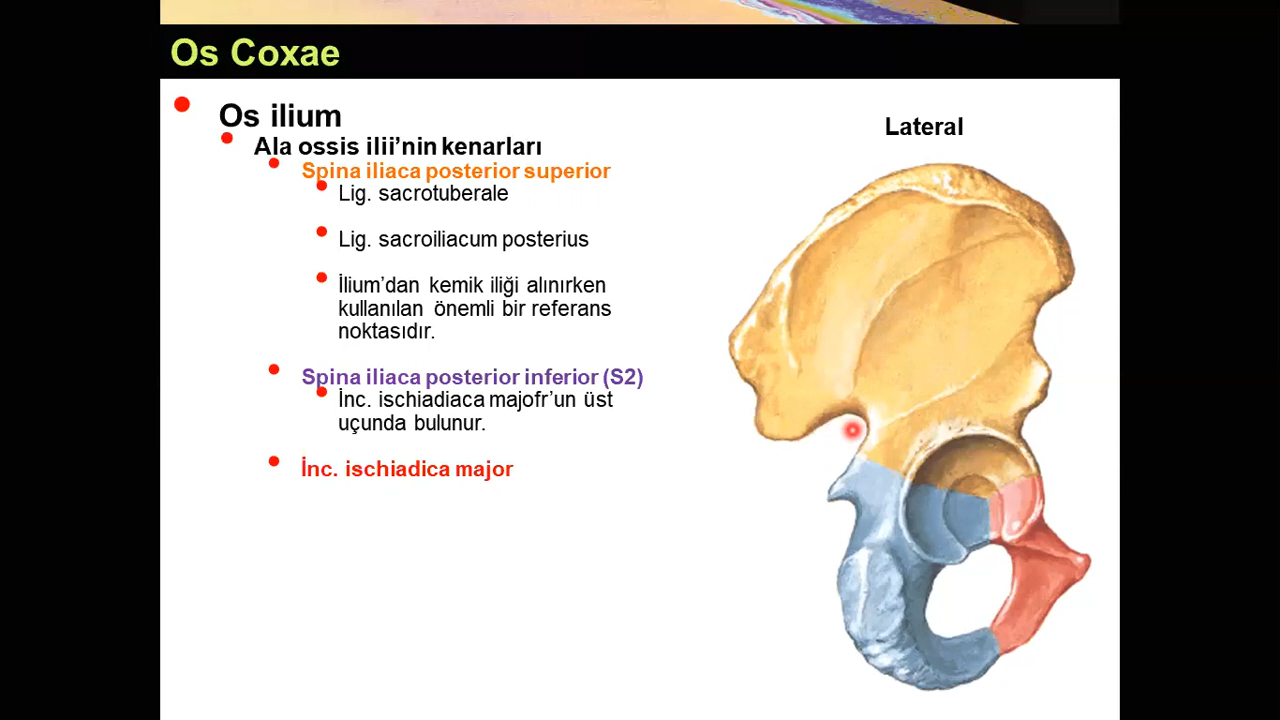 Os Coxae
Os ilium
Lateral
Ala ossis ilii’nin kenarları
Spina iliaca posterior superior
Lig. sacrotuberale
Lig. sacroiliacum posterius
İlium’dan kemik iliği alınırken
kullanılan önemli bir referans
noktasıdır.
Spina iliaca posterior inferior (S2)
İnc. ischiadiaca majofr’un üst
uçunda bulunur.
İnc. ischiadica major